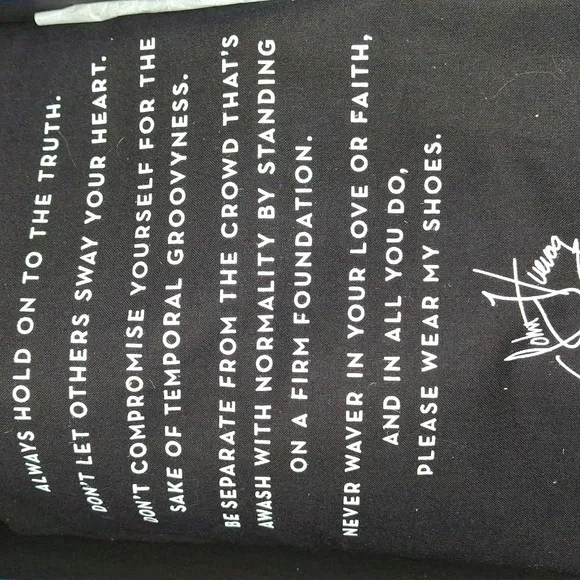 ALWAYS HOLD ON TO THE TRUTH.
DON'T LET OTHERS SWAY YOUR HEART.
DON'T COMPROMISE YOURSELF FOR THE
SAKE OF TEMPORAL GROOVYNESS.
BE SEPARATE FROM THE CROWD THAT'S
AWASH WITH NORMALITY BY STANDING
ON A FIRM FOUNDATION.
NEVER WAVER IN YOUR LOVE OR FAITH,
AND IN ALL YOU DO,
PLEASE WEAR MY SHOES.
John